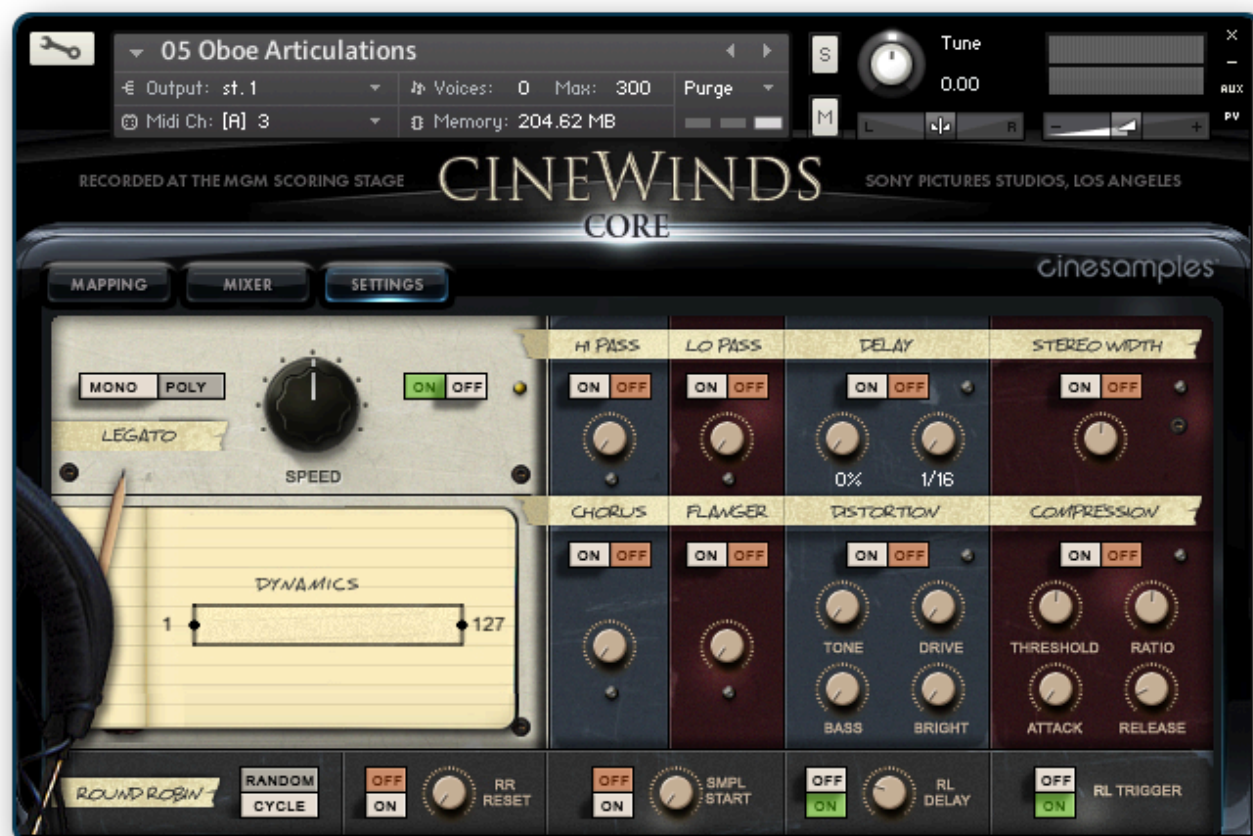 05 Oboe Articulations
S
Tune
0.00
×
–
AUX
PV
Output: st. 1
Voices: 0 Max: 300
Purge
Midi Ch: [A] 3
Memory: 204.62 MB
M
L R
- +
RECORDED AT THE MGM SCORING STAGE
CINEWINDS
CORE
SONY PICTURES STUDIOS, LOS ANGELES
cinesamples
MAPPING
MIXER
SETTINGS
MONO POLY
ON OFF
LEGATO
SPEED
HI PASS
ON OFF
LO PASS
ON OFF
DELAY
ON OFF
0% 1/16
STEREO WIDTH
ON OFF
DYNAMICS
1 127
CHORUS
ON OFF
FLANGER
ON OFF
DISTORTION
ON OFF
TONE DRIVE
BASS BRIGHT
COMPRESSION
ON OFF
THRESHOLD RATIO
ATTACK RELEASE
ROUND ROBIN
RANDOM
CYCLE
OFF
ON
RR
RESET
OFF
ON
SMPL
START
OFF
ON
RL
DELAY
OFF
ON
RL TRIGGER